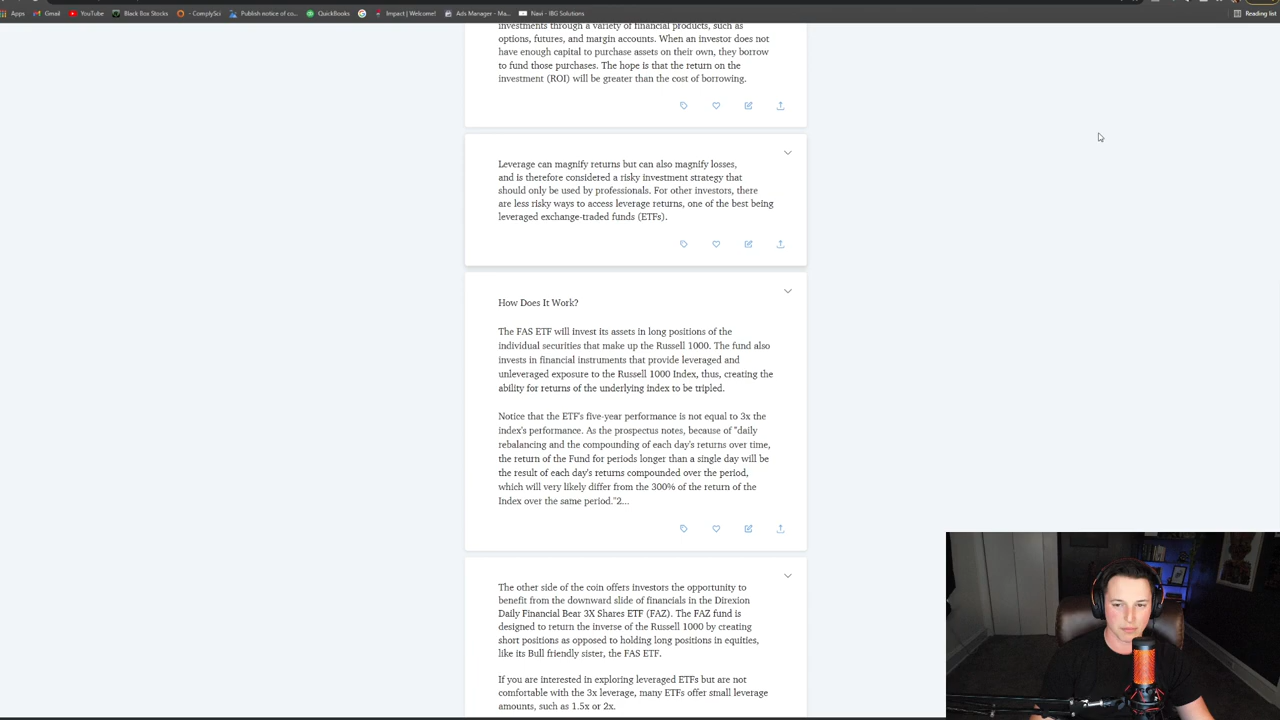 Apps
Gmail
YouTube
Black Box Stocks
- ComplySci
Publish notice of co...
QuickBooks
Impact | Welcome!
Ads Manager - Ma...
Navi - IBG Solutions
Reading list
investments through a variety of financial products, such as
options, futures, and margin accounts. When an investor does not
have enough capital to purchase assets on their own, they borrow
to fund those purchases. The hope is that the return on the
investment (ROI) will be greater than the cost of borrowing.
Leverage can magnify returns but can also magnify losses,
and is therefore considered a risky investment strategy that
should only be used by professionals. For other investors, there
are less risky ways to access leverage returns, one of the best being
leveraged exchange-traded funds (ETFs).
How Does It Work?
The FAS ETF will invest its assets in long positions of the
individual securities that make up the Russell 1000. The fund also
invests in financial instruments that provide leveraged and
unleveraged exposure to the Russell 1000 Index, thus, creating the
ability for returns of the underlying index to be tripled.
Notice that the ETF's five-year performance is not equal to 3x the
index's performance. As the prospectus notes, because of "daily
rebalancing and the compounding of each day's returns over time,
the return of the Fund for periods longer than a single day will be
the result of each day's returns compounded over the period,
which will very likely differ from the 300% of the return of the
Index over the same period."2...
The other side of the coin offers investors the opportunity to
benefit from the downward slide of financials in the Direxion
Daily Financial Bear 3X Shares ETF (FAZ). The FAZ fund is
designed to return the inverse of the Russell 1000 by creating
short positions as opposed to holding long positions in equities,
like its Bull friendly sister, the FAS ETF.
If you are interested in exploring leveraged ETFs but are not
comfortable with the 3x leverage, many ETFs offer small leverage
amounts, such as 1.5x or 2x.